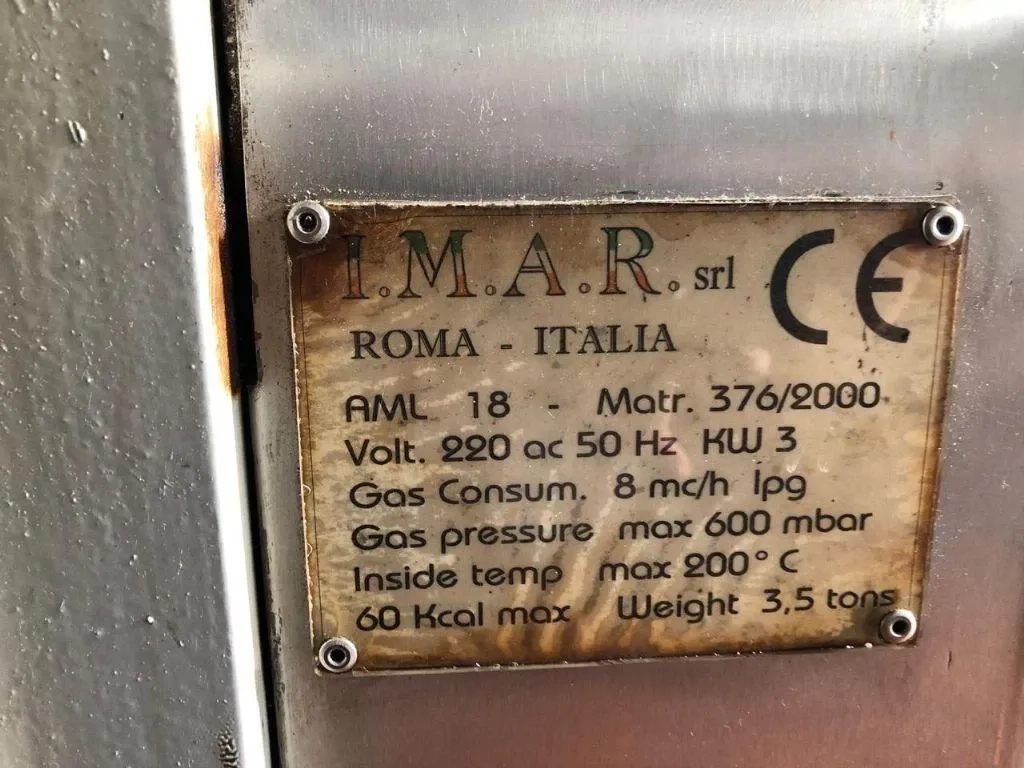 I.M.A.R. srl CE
ROMA - ITALIA
AML 18 - Matr. 376/2000
Volt. 220 ac 50 Hz KW 3
Gas Consum. 8 mc/h lpg
Gas pressure max 600 mbar
Inside temp max 200° C
60 Kcal max Weight 3,5 tons